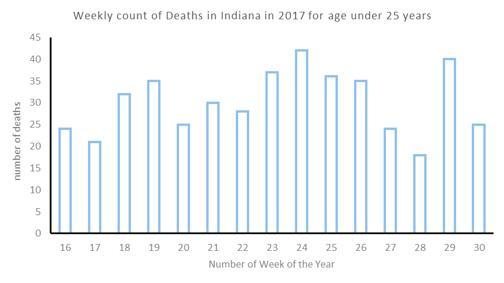 Weekly count of Deaths in Indiana in 2017 for age under 25 years
45
40
35
30
25
20
15
10
5
0
number of deaths
16 17 18 19 20 21 22 23 24 25 26 27 28 29 30
Number of Week of the Year